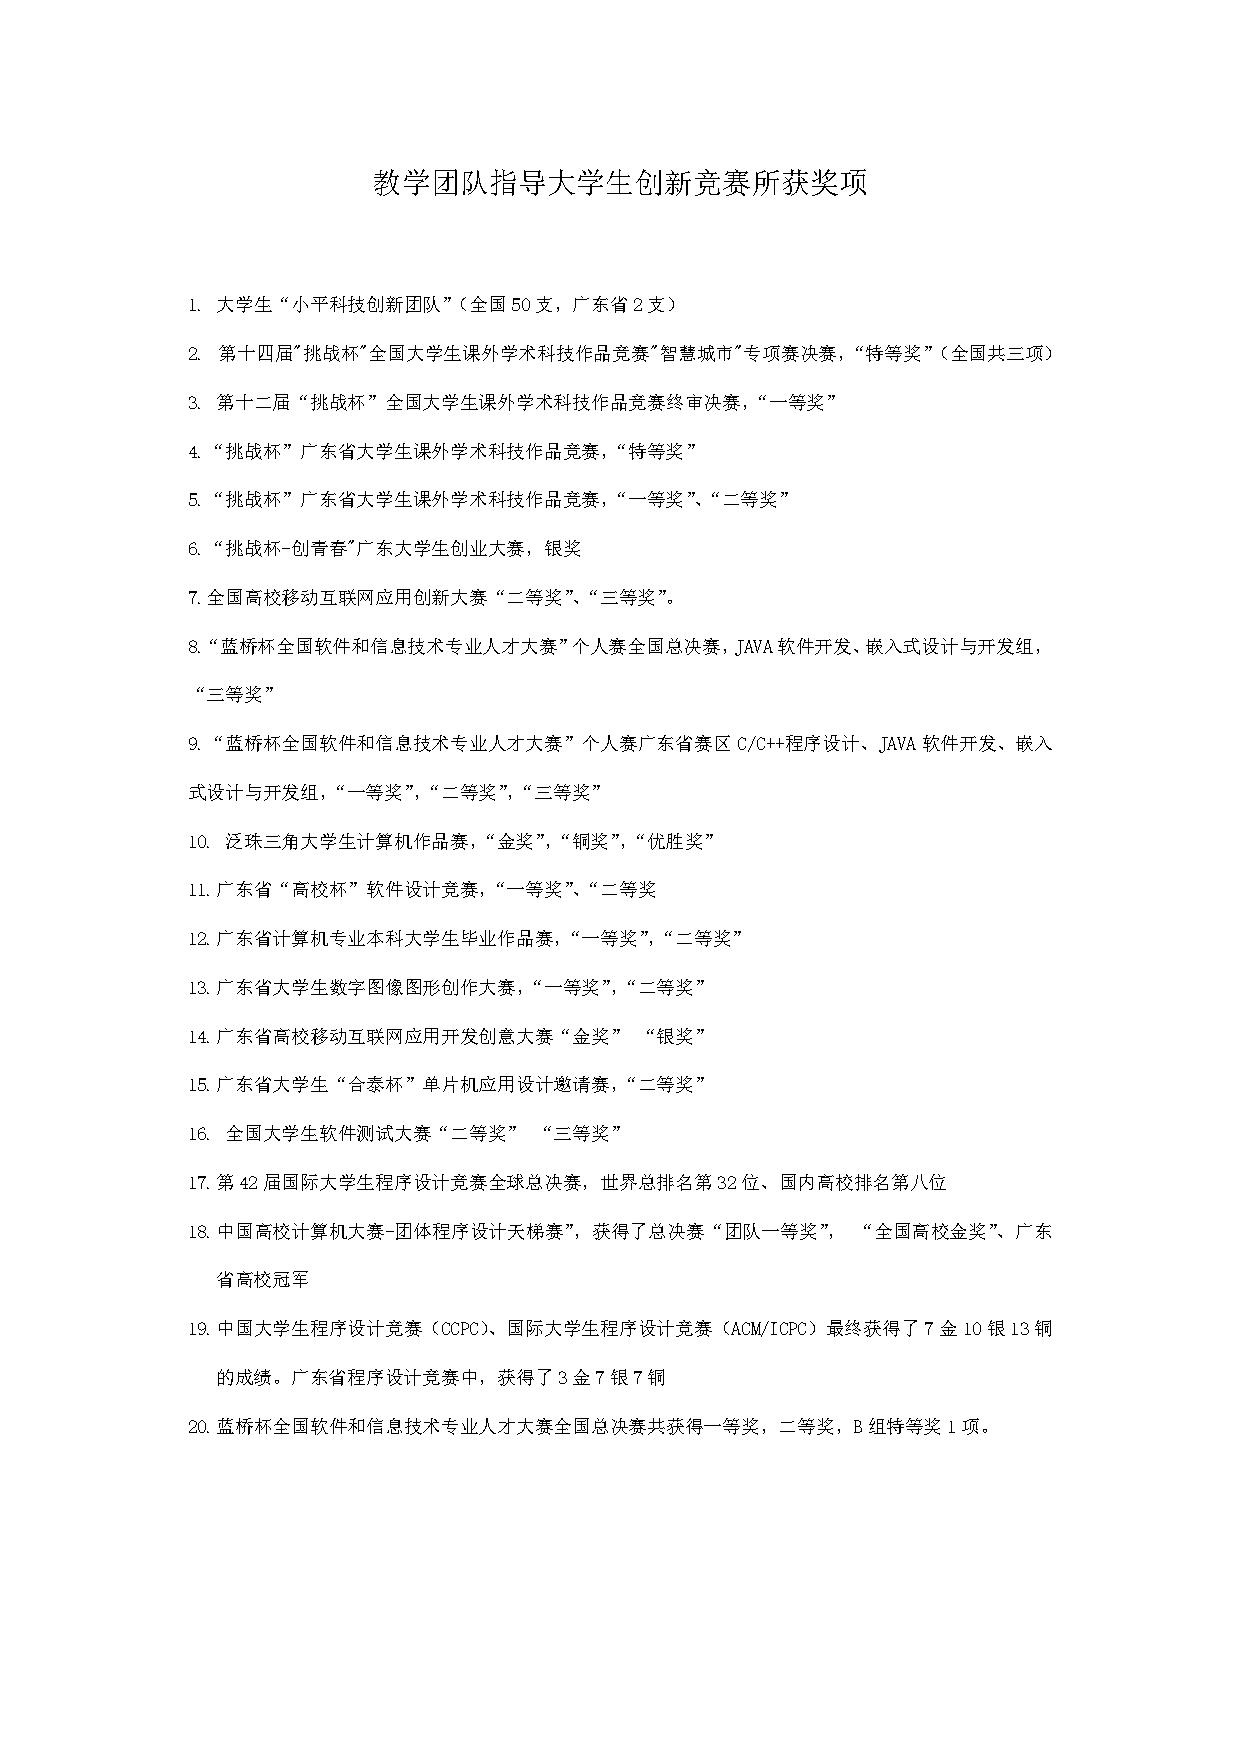 教学团队指导大学生创新竞赛所获奖项
1. 大学生“小平科技创新团队”（全国50支，广东省2支）
2. 第十四届"挑战杯"全国大学生课外学术科技作品竞赛"智慧城市"专项赛决赛，“特等奖”（全国共三项）
3. 第十二届“挑战杯”全国大学生课外学术科技作品竞赛终审决赛，“一等奖”
4. “挑战杯”广东省大学生课外学术科技作品竞赛，“特等奖”
5. “挑战杯”广东省大学生课外学术科技作品竞赛，“一等奖”、“二等奖”
6. “挑战杯-创青春"广东大学生创业大赛，银奖
7. 全国高校移动互联网应用创新大赛“二等奖”、“三等奖”。
8. “蓝桥杯全国软件和信息技术专业人才大赛”个人赛全国总决赛，JAVA软件开发、嵌入式设计与开发组，
“三等奖”
9. “蓝桥杯全国软件和信息技术专业人才大赛”个人赛广东省赛区C/C++程序设计、JAVA软件开发、嵌入
式设计与开发组，“一等奖”，“二等奖”，“三等奖”
10. 泛珠三角大学生计算机作品赛，“金奖”，“铜奖”，“优胜奖”
11. 广东省“高校杯”软件设计竞赛，“一等奖”、“二等奖
12. 广东省计算机专业本科大学生毕业作品赛，“一等奖”，“二等奖”
13. 广东省大学生数字图像图形创作大赛，“一等奖”，“二等奖”
14. 广东省高校移动互联网应用开发创意大赛“金奖” “银奖”
15. 广东省大学生“合泰杯”单片机应用设计邀请赛，“二等奖”
16. 全国大学生软件测试大赛“二等奖” “三等奖”
17. 第42届国际大学生程序设计竞赛全球总决赛，世界总排名第32位、国内高校排名第八位
18. 中国高校计算机大赛-团体程序设计天梯赛”，获得了总决赛“团队一等奖”， “全国高校金奖”、广东
省高校冠军
19. 中国大学生程序设计竞赛（CCPC）、国际大学生程序设计竞赛（ACM/ICPC）最终获得了7金10银13铜
的成绩。广东省程序设计竞赛中，获得了3金7银7铜
20. 蓝桥杯全国软件和信息技术专业人才大赛全国总决赛共获得一等奖，二等奖，B组特等奖1项。